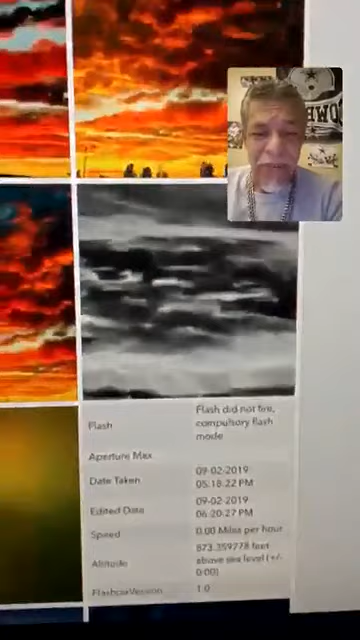 Flash
Flash did not fire,
compulsory flash
mode
Aperture Max
Date Taken
09-02-2019
05:18:22 PM
Edited Date
09-02-2019
06:20:27 PM
Speed
0.00 Miles per hour
Altitude
873.359778 feet
above sea level (+/-
0.00)
FlashpixVersion
1.0